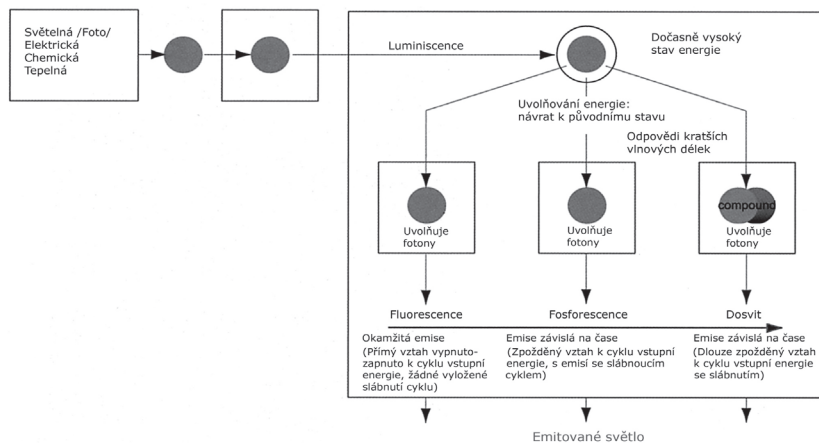 Světelná /Foto/
Elektrická
Chemická
Tepelná
Luminiscence
Dočasně vysoký
stav energie
Uvolňování energie:
návrat k původnímu stavu
Odpovědi kratších
vlnových délek
Uvolňuje
fotony
Uvolňuje
fotony
compound
Uvolňuje
fotony
Fluorescence
Fosforescence
Dosvit
Okamžitá emise
(Přímý vztah vypnuto-
zapnuto k cyklu vstupní
energie, žádné vyložené
slábnutí cyklu)
Emise závislá na čase
(Zpožděný vztah k cyklu vstupní
energie, s emisí se slábnoucím
cyklem)
Emise závislá na čase
(Dlouze zpožděný vztah
k cyklu vstupní energie
se slábnutím)
Emitované světlo